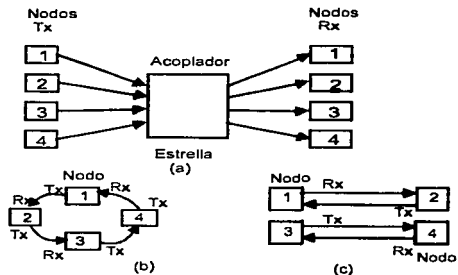 Nodos Nodos
Tx Rx
Acoplador
1 1
2 2
3 3
4 4
Estrella
(a)
Nodo
Tx Rx
1
Rx Tx
2 4
Tx Rx Tx
3
(b)
Nodo
Rx
1 2
Tx
Tx
3 4
Rx
Nodo
(c)